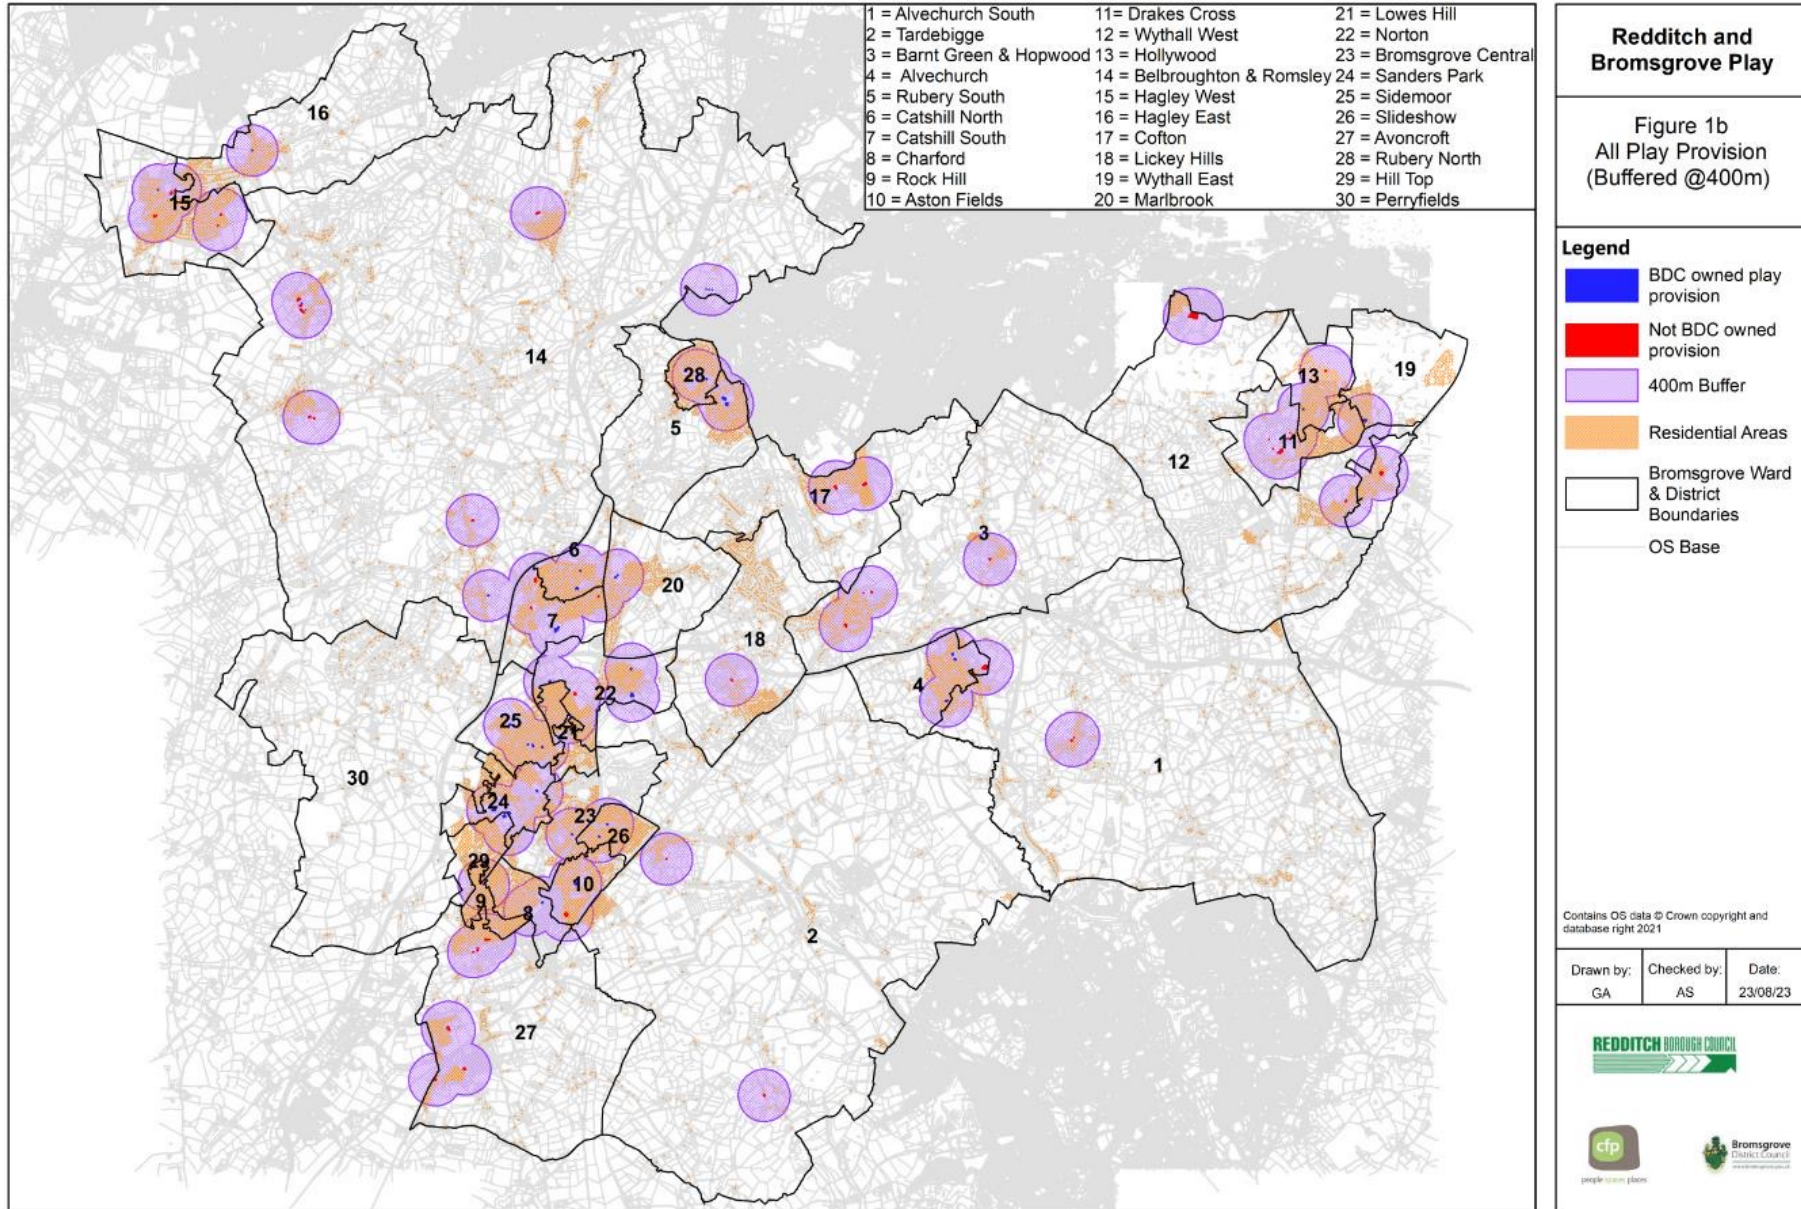 1 = Alvechurch South
2 = Tardebigge
3 = Barnt Green & Hopwood
4 = Alvechurch
5 = Rubery South
6 = Catshill North
7 = Catshill South
8 = Charford
9 = Rock Hill
10 = Aston Fields
11= Drakes Cross
12 = Wythall West
13 = Hollywood
14 = Belbroughton & Romsley
15 = Hagley West
16 = Hagley East
17 = Cofton
18 = Lickey Hills
19 = Wythall East
20 = Marlbrook
21 = Lowes Hill
22 = Norton
23 = Bromsgrove Central
24 = Sanders Park
25 = Sidemoor
26 = Slideshow
27 = Avoncroft
28 = Rubery North
29 = Hill Top
30 = Perryfields
16
15
14
28
5
13
19
11
12
17
3
6
20
7
18
22
4
25
21
30
1
24
23
26
29
10
9
8
2
27
Redditch and
Bromsgrove Play
Figure 1b
All Play Provision
(Buffered @400m)
Legend
BDC owned play
provision
Not BDC owned
provision
400m Buffer
Residential Areas
Bromsgrove Ward
& District
Boundaries
OS Base
Contains OS data © Crown copyright and
database right 2021
Drawn by:
GA
Checked by:
AS
Date:
23/08/23
REDDITCH BOROUGH COUNCIL
cfp
people spaces places
Bromsgrove
District Council